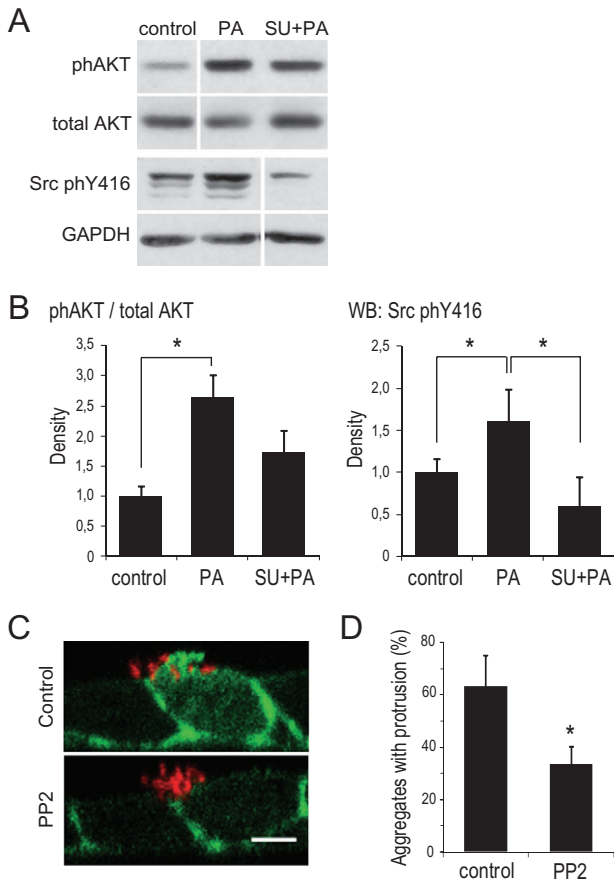 A
control PA SU+PA
phAKT
total AKT
Src phY416
GAPDH
B
phAKT / total AKT
Density
3,5
3,0
2,5
2,0
1,5
1,0
0,5
0
*
control PA SU+PA
WB: Src phY416
Density
2,5
2,0
1,5
1,0
0,5
0
* *
control PA SU+PA
C
Control
PP2
D
Aggregates with protrusion (%)
80
60
40
20
0
*
control PP2